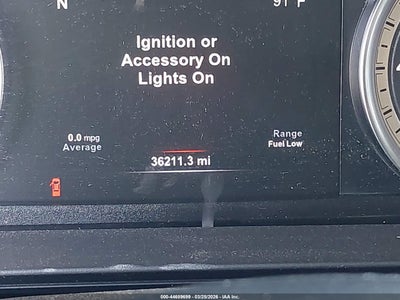 N
91°F
Ignition or
Accessory On
Lights On
0.0 mpg
Average
Range
Fuel Low
36211.3 mi
000-44609699 - 03/29/2026 - IAA Inc.